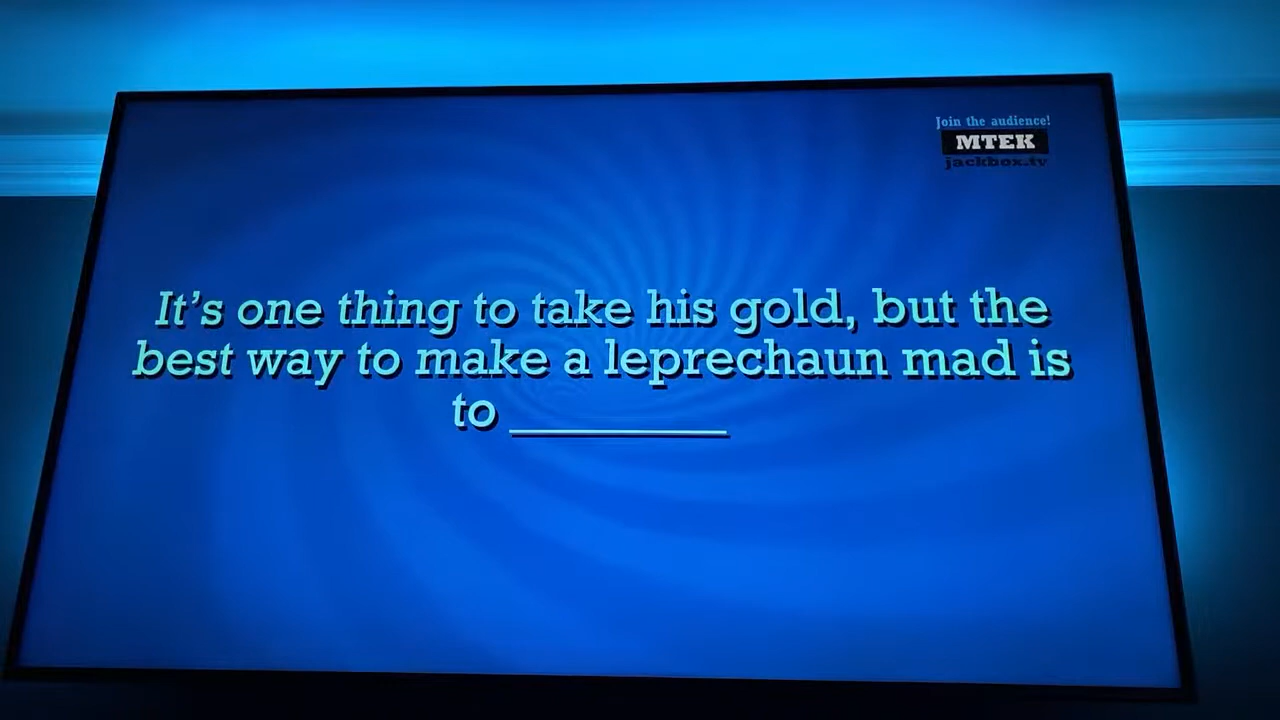 Join the audience!
MTEK
jackbox.tv
It's one thing to take his gold, but the
best way to make a leprechaun mad is
to __________